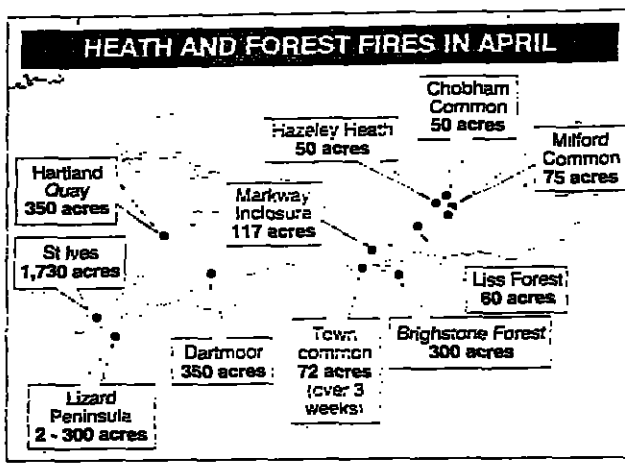 HEATH AND FOREST FIRES IN APRIL
Chobham
Common
50 acres
Hazeley Heath
50 acres
Milford
Common
75 acres
Hartland
Quay
350 acres
Markway
Inclosure
117 acres
St Ives
1,730 acres
Liss Forest
60 acres
Dartmoor
350 acres
Town
common
72 acres
(over 3
weeks)
Brighstone Forest
300 acres
Lizard
Peninsula
2 - 300 acres